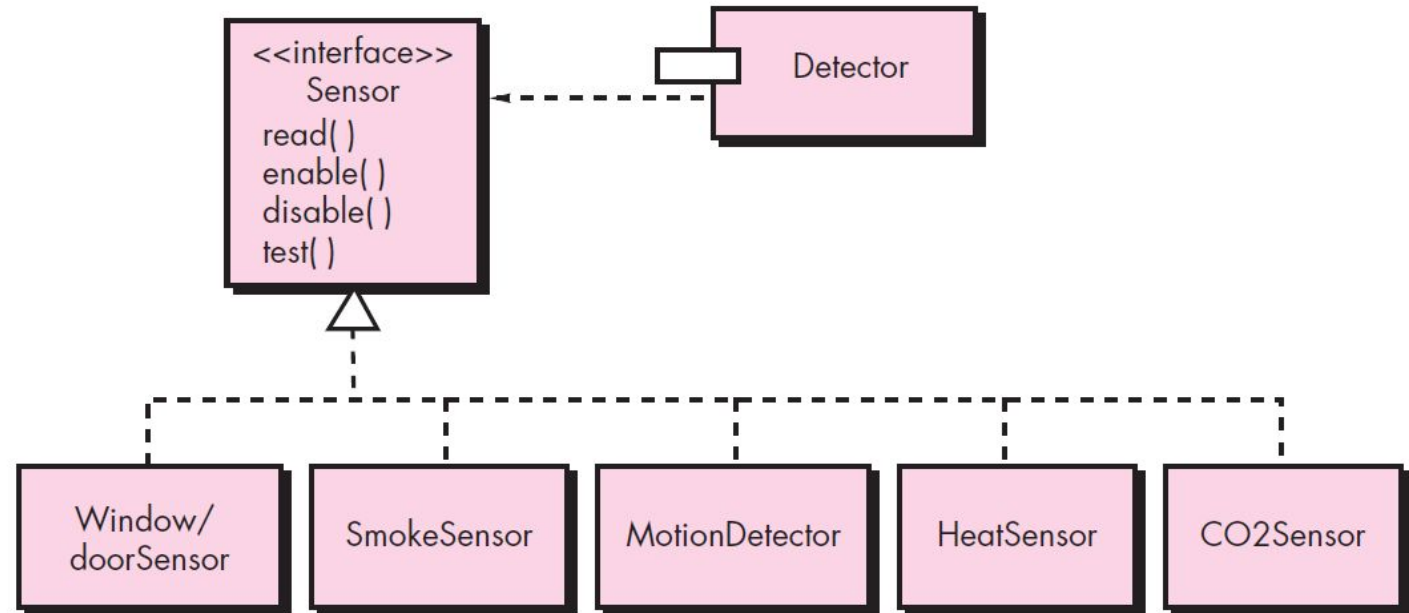 <<interface>>
Sensor
read( )
enable( )
disable( )
test( )
Detector
Window/
doorSensor
SmokeSensor
MotionDetector
HeatSensor
CO2Sensor